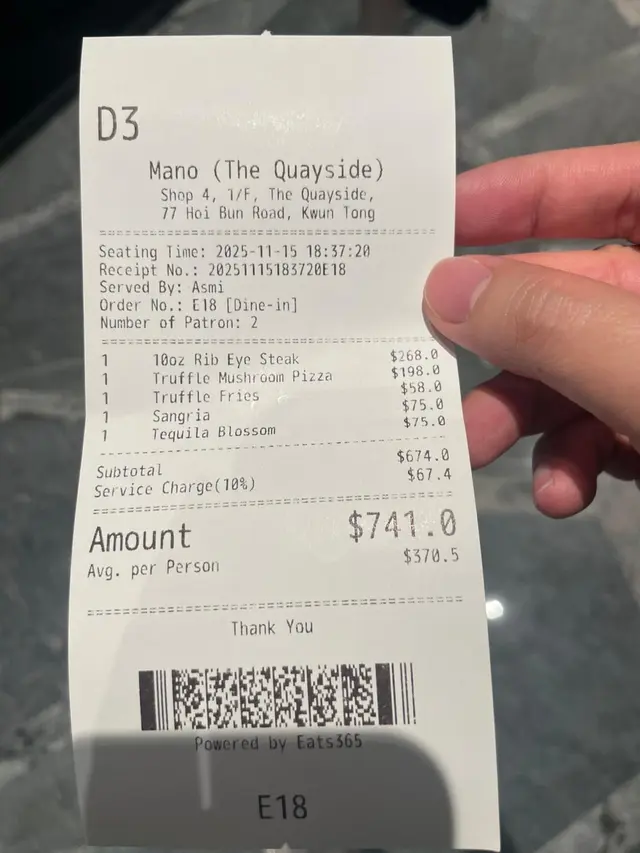 D3
Mano (The Quayside)
Shop 4, 1/F, The Quayside,
77 Hoi Bun Road, Kwun Tong
Seating Time: 2025-11-15 18:37:20
Receipt No.: 20251115183720E18
Served By: Asmi
Order No.: E18 [Dine-in]
Number of Patron: 2
1 10oz Rib Eye Steak $268.0
1 Truffle Mushroom Pizza $198.0
1 Truffle Fries $58.0
1 Sangria $75.0
1 Tequila Blossom $75.0
Subtotal $674.0
Service Charge(10%) $67.4
Amount $741.0
Avg. per Person $370.5
Thank You
Powered by Eats365
E18